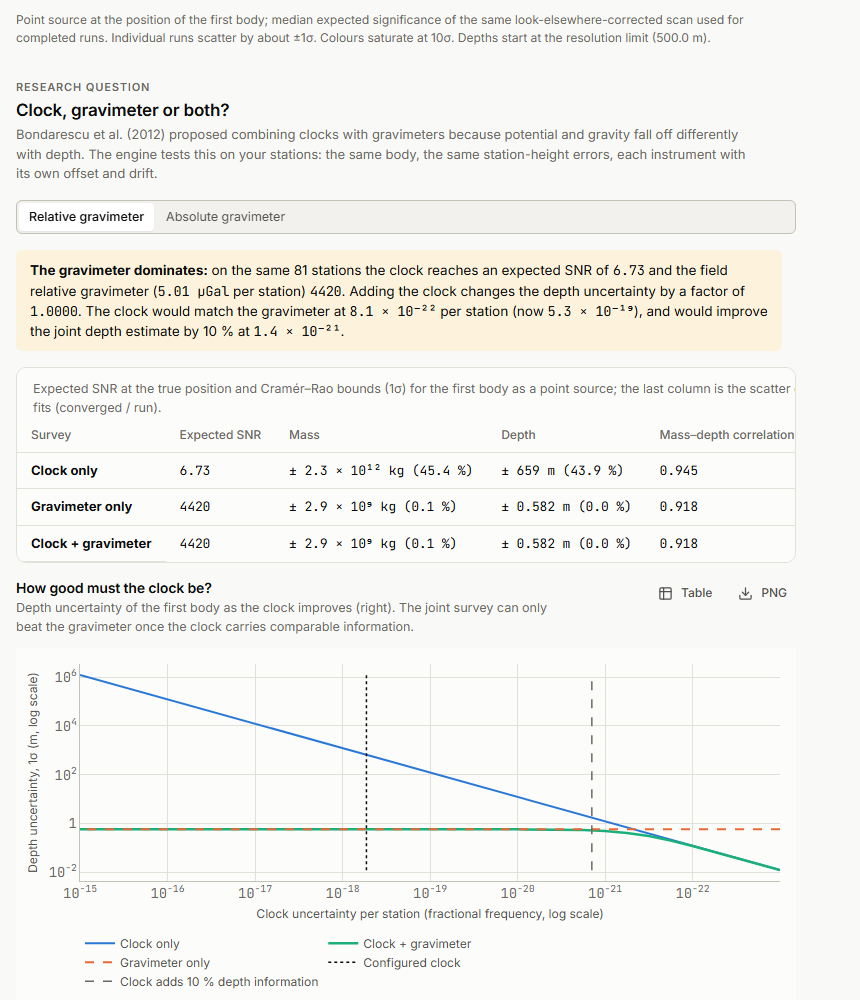 Point source at the position of the first body; median expected significance of the same look-elsewhere-corrected scan used for
completed runs. Individual runs scatter by about ±1σ. Colours saturate at 10σ. Depths start at the resolution limit (500.0 m).
RESEARCH QUESTION
Clock, gravimeter or both?
Bondarescu et al. (2012) proposed combining clocks with gravimeters because potential and gravity fall off differently
with depth. The engine tests this on your stations: the same body, the same station-height errors, each instrument with
its own offset and drift.
Relative gravimeter Absolute gravimeter
The gravimeter dominates: on the same 81 stations the clock reaches an expected SNR of 6.73 and the field
relative gravimeter (5.01 µGal per station) 4420. Adding the clock changes the depth uncertainty by a factor of
1.0000. The clock would match the gravimeter at 8.1 × 10⁻²² per station (now 5.3 × 10⁻¹⁹), and would improve
the joint depth estimate by 10 % at 1.4 × 10⁻²¹.
Expected SNR at the true position and Cramér–Rao bounds (1σ) for the first body as a point source; the last column is the scatter
fits (converged / run).
Survey Expected SNR Mass Depth Mass–depth correlation
Clock only 6.73 ± 2.3 × 10¹² kg (45.4 %) ± 659 m (43.9 %) 0.945
Gravimeter only 4420 ± 2.9 × 10⁹ kg (0.1 %) ± 0.582 m (0.0 %) 0.918
Clock + gravimeter 4420 ± 2.9 × 10⁹ kg (0.1 %) ± 0.582 m (0.0 %) 0.918
How good must the clock be?
Table PNG
Depth uncertainty of the first body as the clock improves (right). The joint survey can only
beat the gravimeter once the clock carries comparable information.
Depth uncertainty, 1σ (m, log scale)
10⁶
10⁴
10²
1
10⁻²
10⁻¹⁵ 10⁻¹⁶ 10⁻¹⁷ 10⁻¹⁸ 10⁻¹⁹ 10⁻²⁰ 10⁻²¹ 10⁻²²
Clock uncertainty per station (fractional frequency, log scale)
Clock only Clock + gravimeter
Gravimeter only Configured clock
Clock adds 10 % depth information